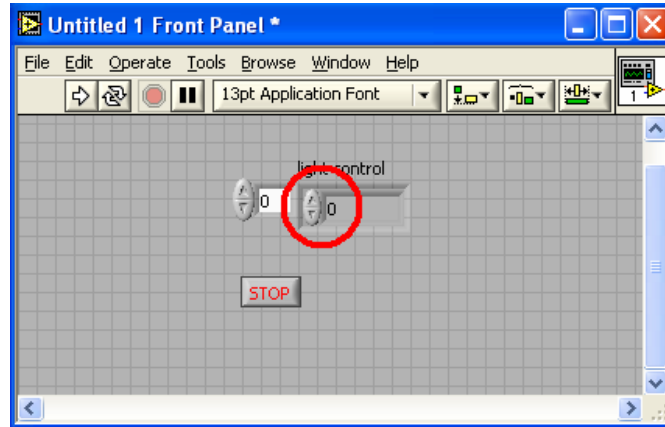 Untitled 1 Front Panel *
File Edit Operate Tools Browse Window Help
13pt Application Font
1
light control
0
0
STOP